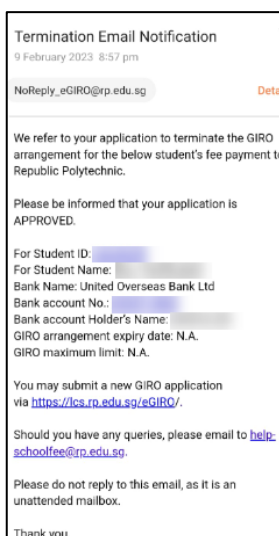 Termination Email Notification
9 February 2023 8:57 pm
NoReply_eGIRO@rp.edu.sg
We refer to your application to terminate the GIRO
arrangement for the below student's fee payment
Republic Polytechnic.
Please be informed that your application is
APPROVED.
For Student ID:
For Student Name:
Bank Name: United Overseas Bank Ltd
Bank account No.:
Bank account Holder's Name:
GIRO arrangement expiry date: N.A.
GIRO maximum limit: N.A.
You may submit a new GIRO application
via https://lcs.rp.edu.sg/eGIRO/.
Should you have any queries, please email to help-
schoolfee@rp.edu.sg.
Please do not reply to this email, as it is an
unattended mailbox.
Thank you